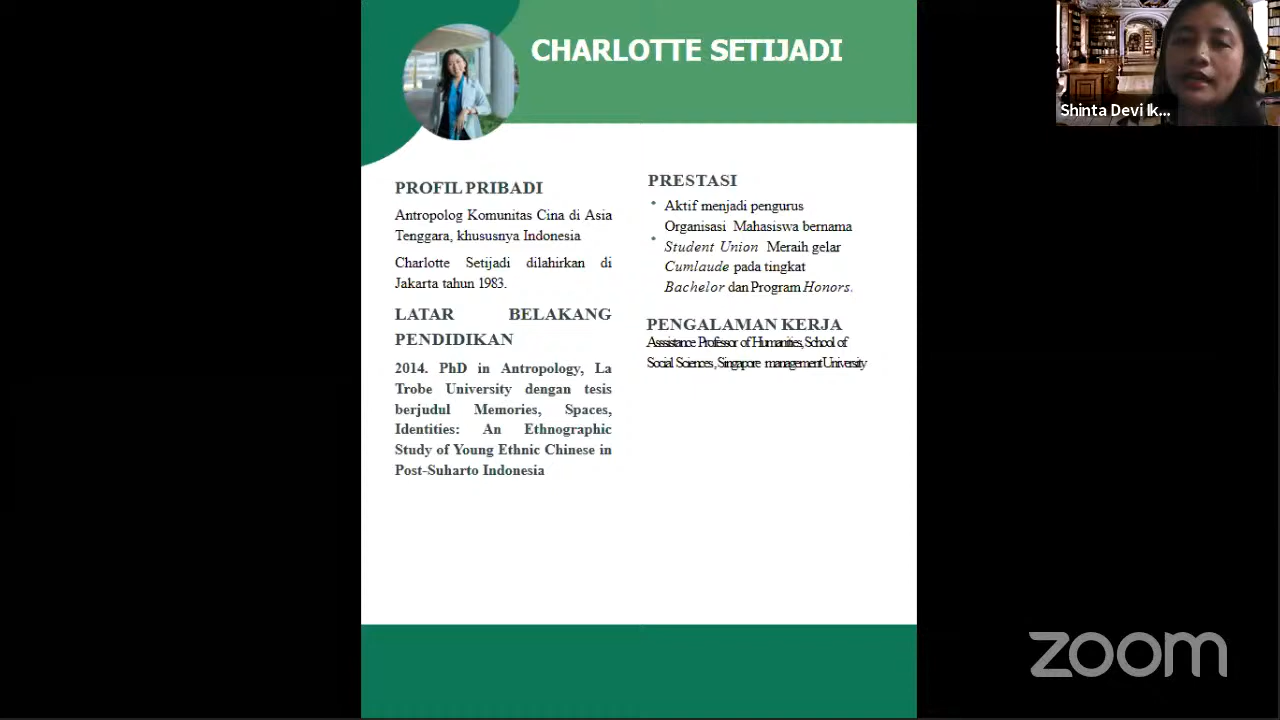 CHARLOTTE SETIJADI
Shinta Devi Ik...
PROFIL PRIBADI
Antropolog Komunitas Cina di Asia
Tenggara, khususnya Indonesia
Charlotte Setijadi dilahirkan di
Jakarta tahun 1983.
LATAR BELAKANG
PENDIDIKAN
2014. PhD in Antropology, La
Trobe University dengan tesis
berjudul Memories, Spaces,
Identities: An Ethnographic
Study of Young Ethnic Chinese in
Post-Suharto Indonesia
PRESTASI
• Aktif menjadi pengurus
Organisasi Mahasiswa bernama
• Student Union Meraih gelar
Cumlaude pada tingkat
Bachelor dan Program Honors.
PENGALAMAN KERJA
Asssistance Professor of Humanities, School of
Social Sciences, Singapore management University
zoom